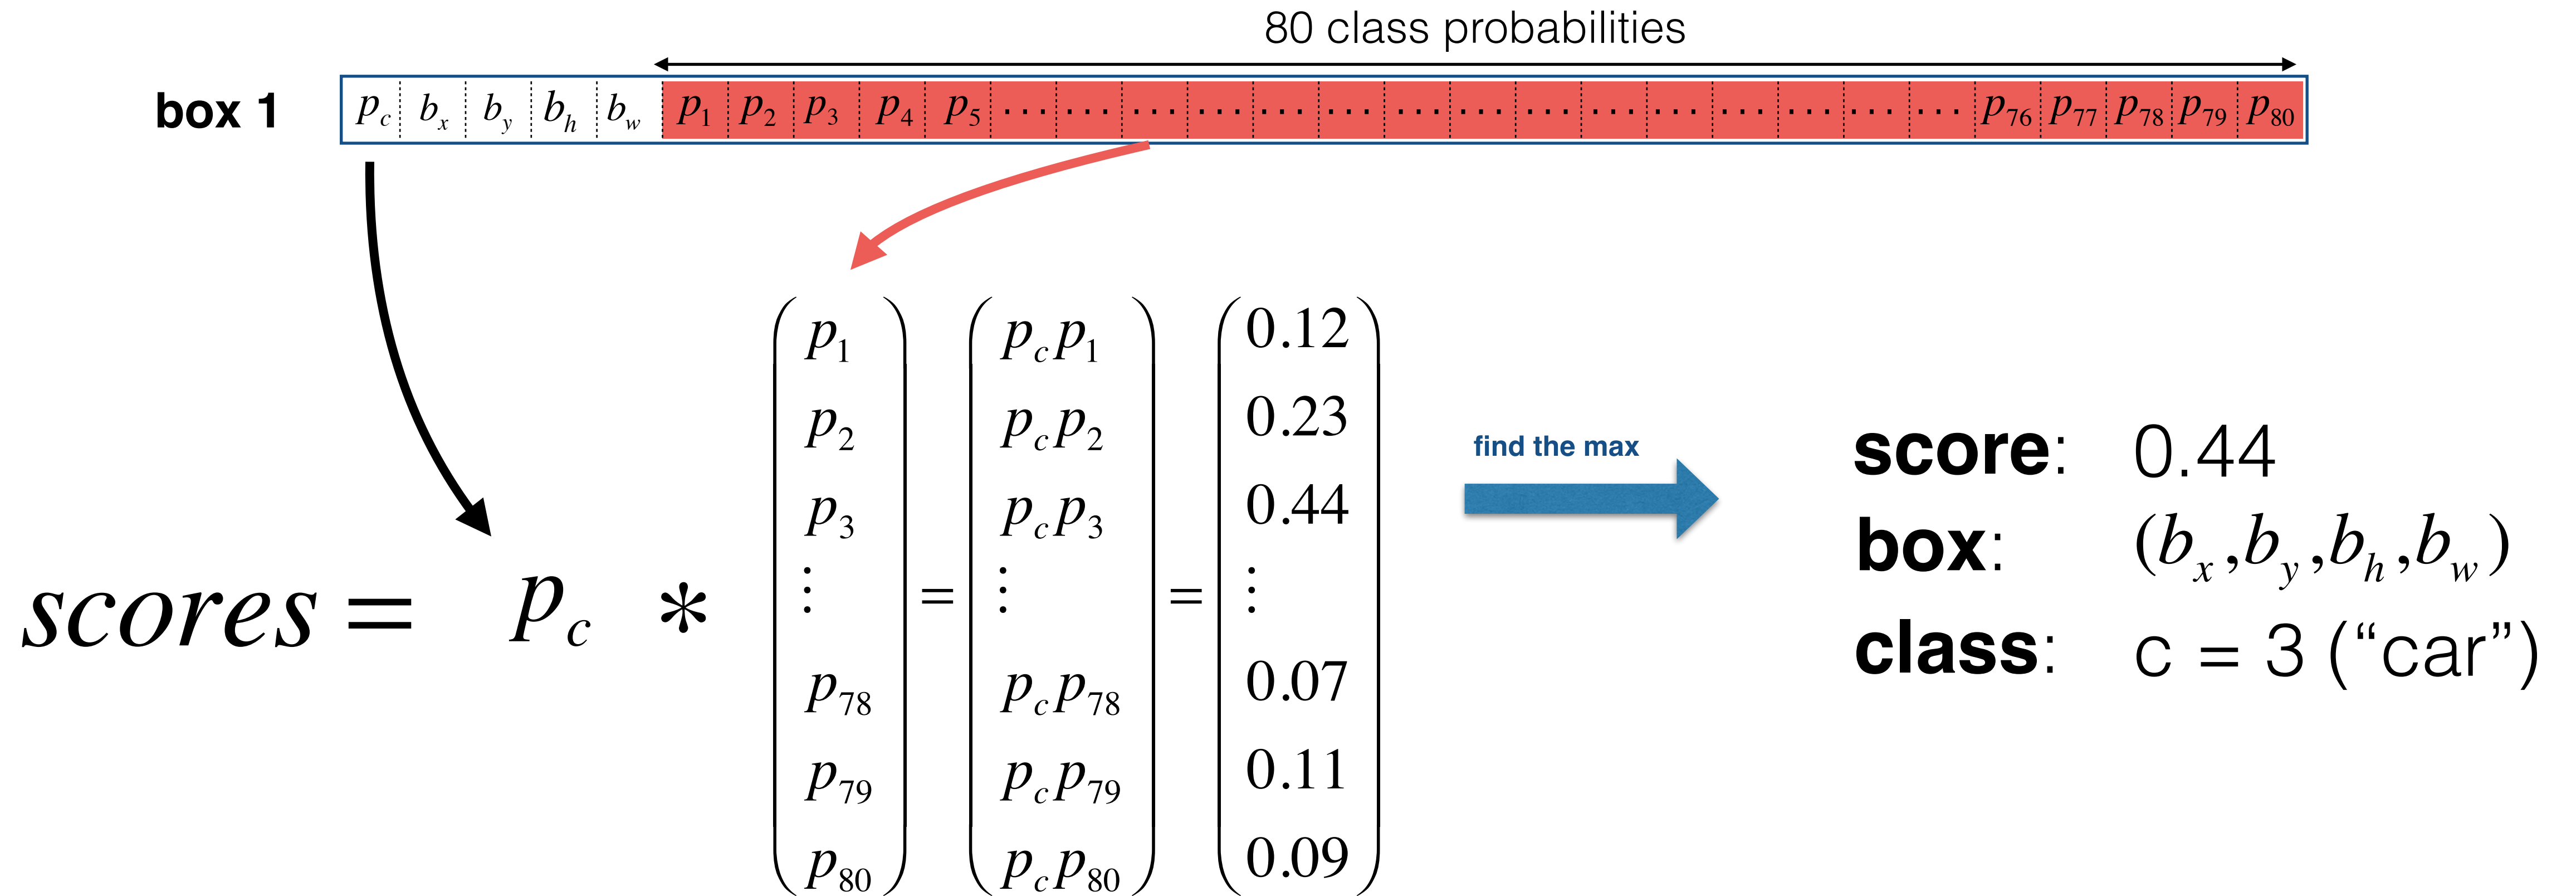 80 class probabilities
box 1 p_c b_x b_y b_h b_w p_1 p_2 p_3 p_4 p_5 ... ... ... ... ... ... ... ... ... ... ... ... ... ... ... p_76 p_77 p_78 p_79 p_80
scores = p_c * ( p_1 p_2 p_3 ⋮ p_78 p_79 p_80 ) = ( p_c p_1 p_c p_2 p_c p_3 ⋮ p_c p_78 p_c p_79 p_c p_80 ) = ( 0.12 0.23 0.44 ⋮ 0.07 0.11 0.09 )
find the max
score: 0.44
box: (b_x, b_y, b_h, b_w)
class: c = 3 (“car”)